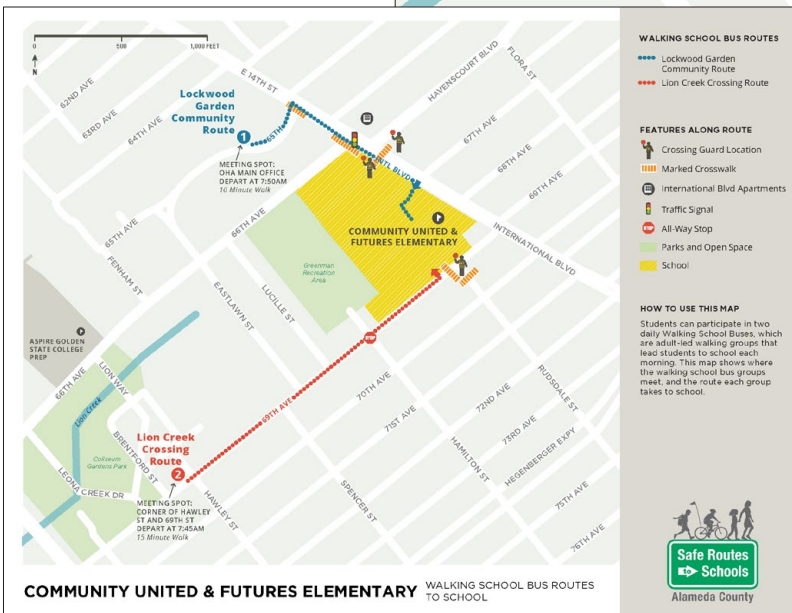 0 500 1,000 FEET
N
E 14TH ST
HAVENSCOURT BLVD
FLORA ST
62ND AVE
63RD AVE
64TH AVE
65TH
INTL BLVD
67TH AVE
68TH AVE
69TH AVE
INTERNATIONAL BLVD
Lockwood
Garden
Community
Route
1
MEETING SPOT:
OHA MAIN OFFICE
DEPART AT 7:50AM
10 Minute Walk
COMMUNITY UNITED &
FUTURES ELEMENTARY
65TH AVE
66TH AVE
Greenman
Recreation
Area
FENHAM ST
EASTLAWN ST
LUCILLE ST
ASPIRE GOLDEN
STATE COLLEGE
PREP
66TH AVE
LION WAY
Lion Creek
BRENTFORD ST
Coliseum
Gardens Park
LEONA CREEK DR
Lion Creek
Crossing
Route
2
MEETING SPOT:
CORNER OF HAWLEY
ST AND 69TH ST
DEPART AT 7:45AM
15 Minute Walk
HAWLEY ST
69TH AVE
STOP
70TH AVE
71ST AVE
72ND AVE
73RD AVE
HEGENBERGER EXPY
75TH AVE
76TH AVE
RUDSDALE ST
HAMILTON ST
SPENCER ST
COMMUNITY UNITED & FUTURES ELEMENTARY
WALKING SCHOOL BUS ROUTES
TO SCHOOL
WALKING SCHOOL BUS ROUTES
Lockwood Garden
Community Route
Lion Creek Crossing Route
FEATURES ALONG ROUTE
Crossing Guard Location
Marked Crosswalk
International Blvd Apartments
Traffic Signal
STOP
All-Way Stop
Parks and Open Space
School
HOW TO USE THIS MAP
Students can participate in two
daily Walking School Buses, which
are adult-led walking groups that
lead students to school each
morning. This map shows where
the walking school bus groups
meet, and the route each group
takes to school.
Safe Routes
to Schools
Alameda County